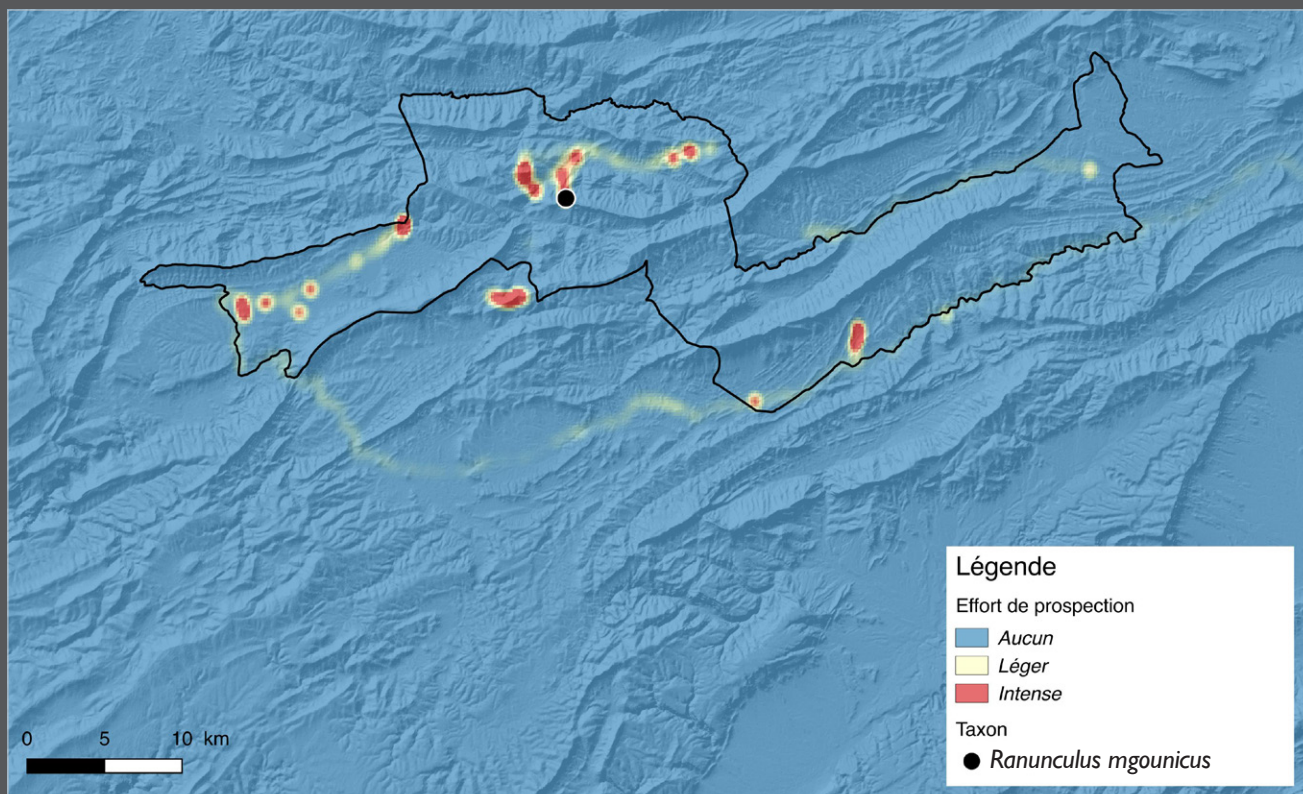 Légende
Effort de prospection
Aucun
Léger
Intense
Taxon
Ranunculus mgounicus
0 5 10 km